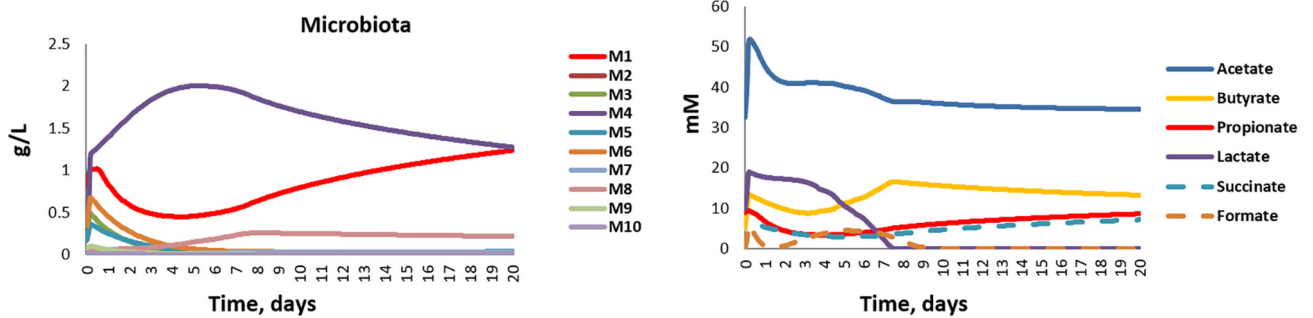 Microbiota
2.5
2
1.5
1
0.5
0
g/L
0 1 2 3 4 5 6 7 8 9 10 11 12 13 14 15 16 17 18 19 20
Time, days
M1
M2
M3
M4
M5
M6
M7
M8
M9
M10
60
50
40
30
20
10
0
mM
0 1 2 3 4 5 6 7 8 9 10 11 12 13 14 15 16 17 18 19 20
Time, days
Acetate
Butyrate
Propionate
Lactate
Succinate
Formate